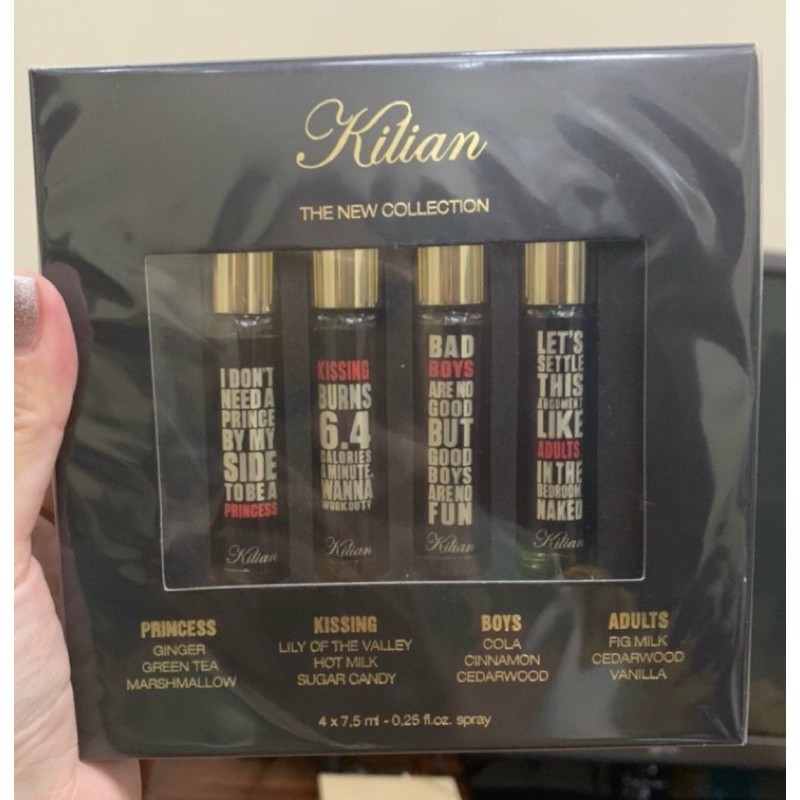 Kilian
THE NEW COLLECTION
I DON'T
NEED A
PRINCE
BY MY
SIDE
TO BE A
PRINCESS
Kilian
KISSING
BURNS
6.4
CALORIES
A MINUTE.
WANNA
WORK OUT?
Kilian
BAD
BOYS
ARE NO
GOOD
BUT
GOOD
BOYS
ARE NO
FUN
Kilian
LET'S
SETTLE
THIS
ARGUMENT
LIKE
ADULTS
IN THE
BEDROOM
NAKED
Kilian
PRINCESS
GINGER
GREEN TEA
MARSHMALLOW
KISSING
LILY OF THE VALLEY
HOT MILK
SUGAR CANDY
BOYS
COLA
CINNAMON
CEDARWOOD
ADULTS
FIG MILK
CEDARWOOD
VANILLA
4 x 7,5 ml - 0,25 fl.oz. spray